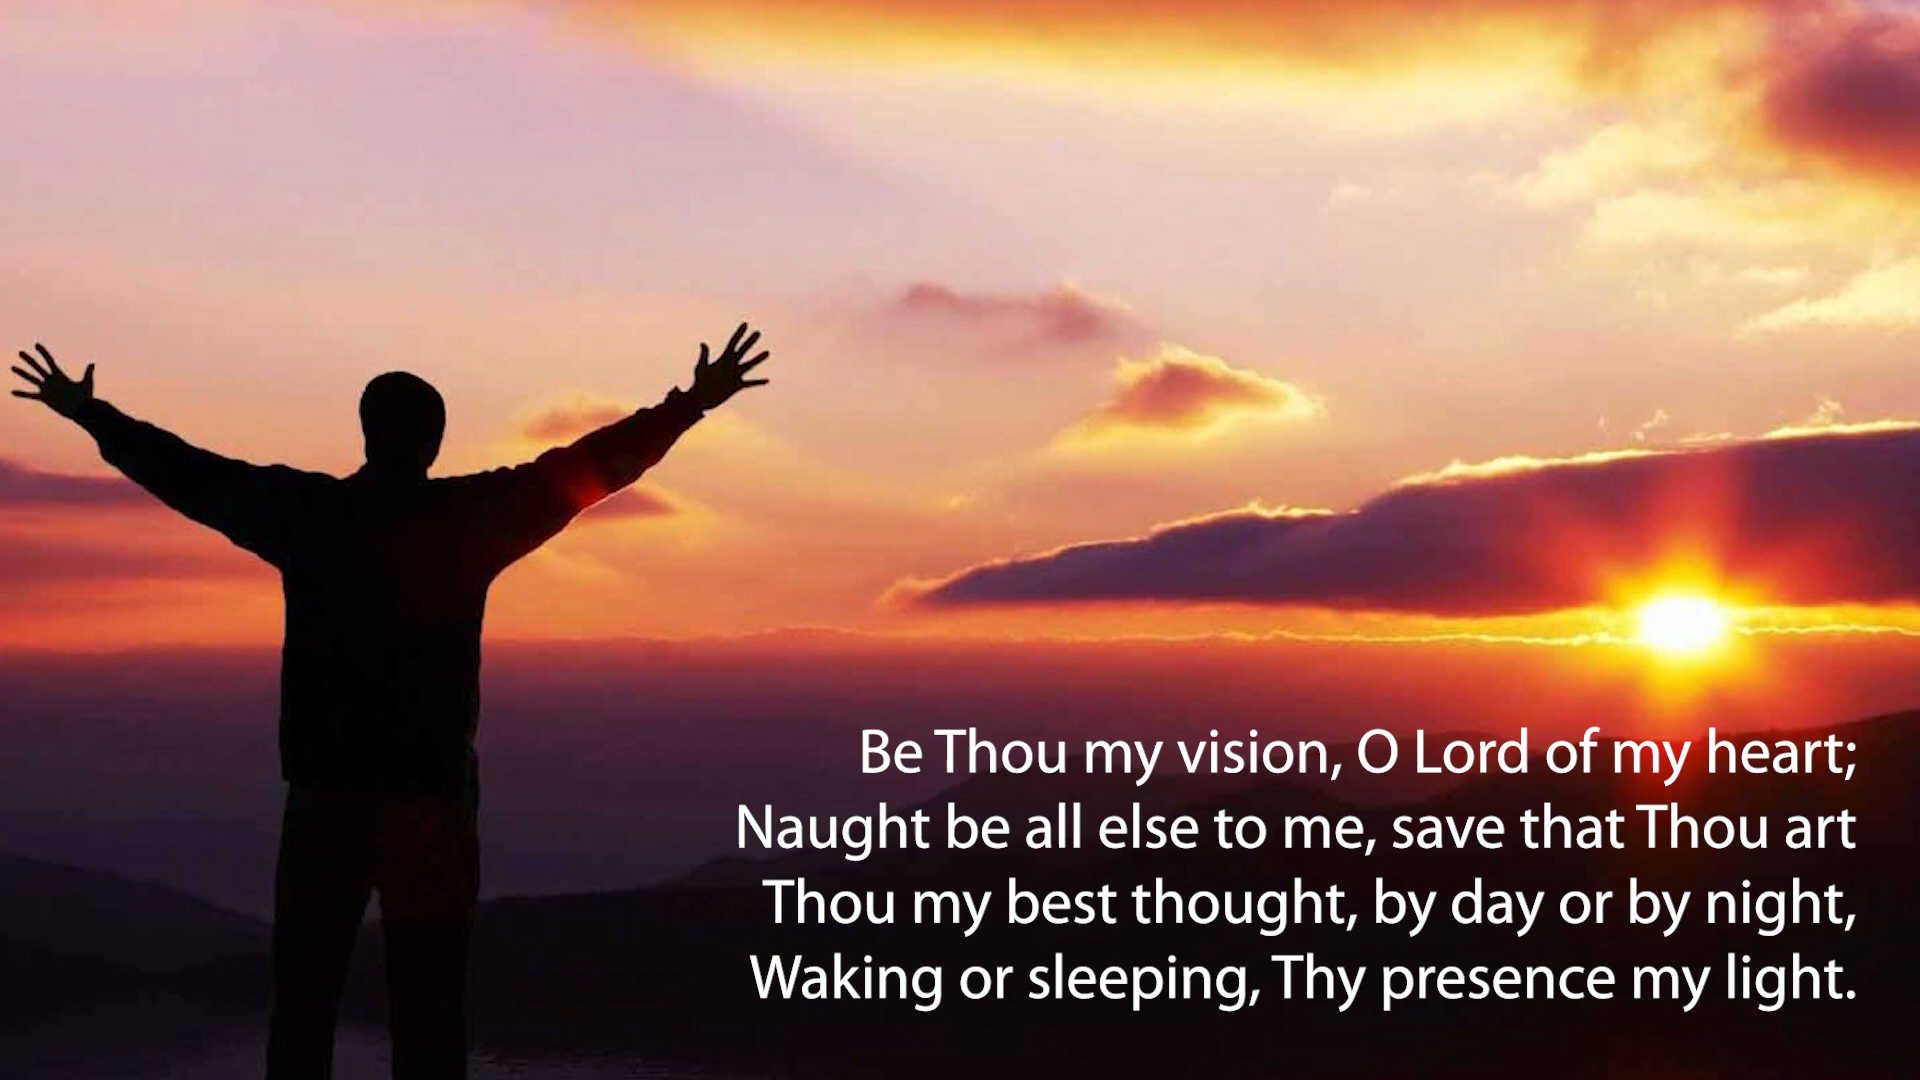 Be Thou my vision, O Lord of my heart;
Naught be all else to me, save that Thou art
Thou my best thought, by day or by night,
Waking or sleeping, Thy presence my light.